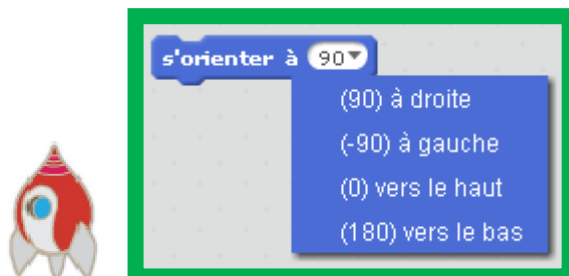 s'orienter à 90
(90) à droite
(-90) à gauche
(0) vers le haut
(180) vers le bas